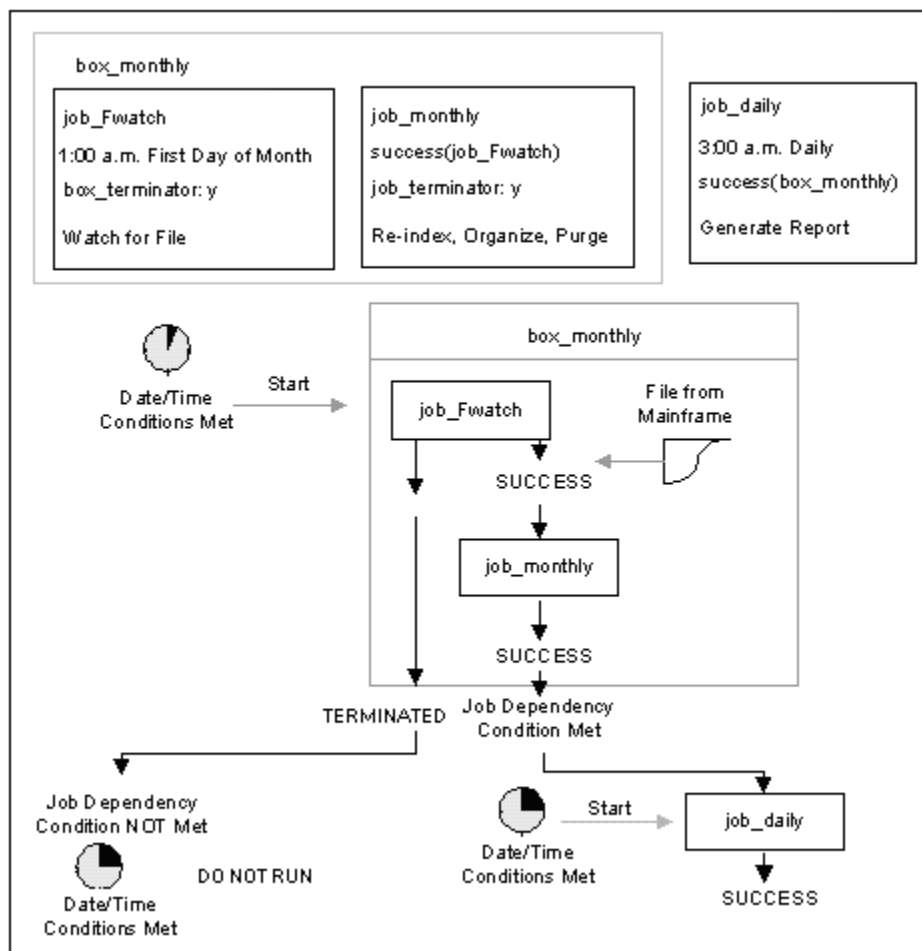 box_monthly
job_Fwatch
1:00 a.m. First Day of Month
box_terminator: y
Watch for File
job_monthly
success(job_Fwatch)
job_terminator: y
Re-index, Organize, Purge
job_daily
3:00 a.m. Daily
success(box_monthly)
Generate Report
Date/Time
Conditions Met
Start
box_monthly
job_Fwatch
File from
Mainframe
SUCCESS
job_monthly
SUCCESS
TERMINATED
Job Dependency
Condition Met
Job Dependency
Condition NOT Met
Date/Time
Conditions Met
DO NOT RUN
Date/Time
Conditions Met
Start
job_daily
SUCCESS